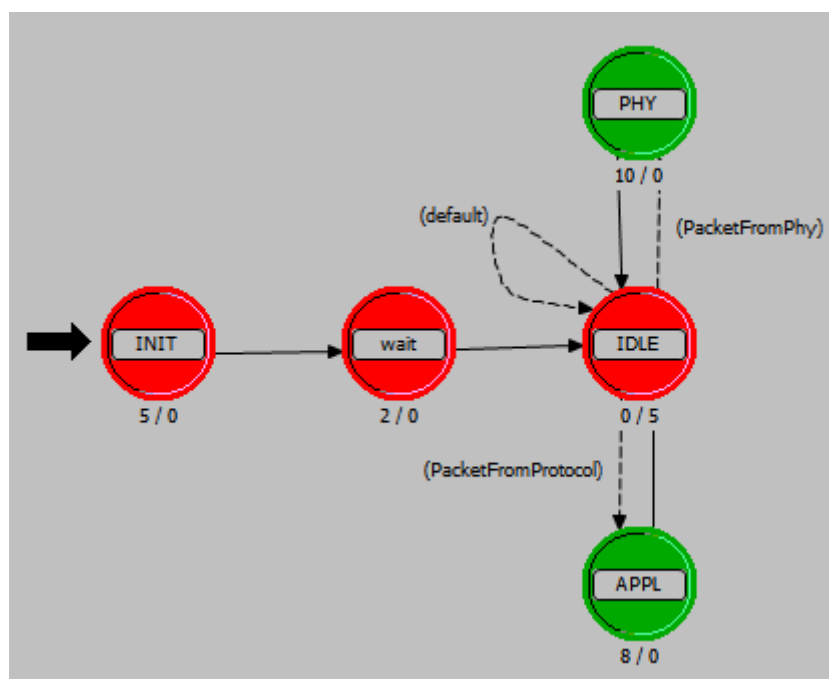 PHY
10 / 0
(default)
(PacketFromPhy)
INIT
wait
IDLE
5 / 0
2 / 0
0 / 5
(PacketFromProtocol)
APPL
8 / 0